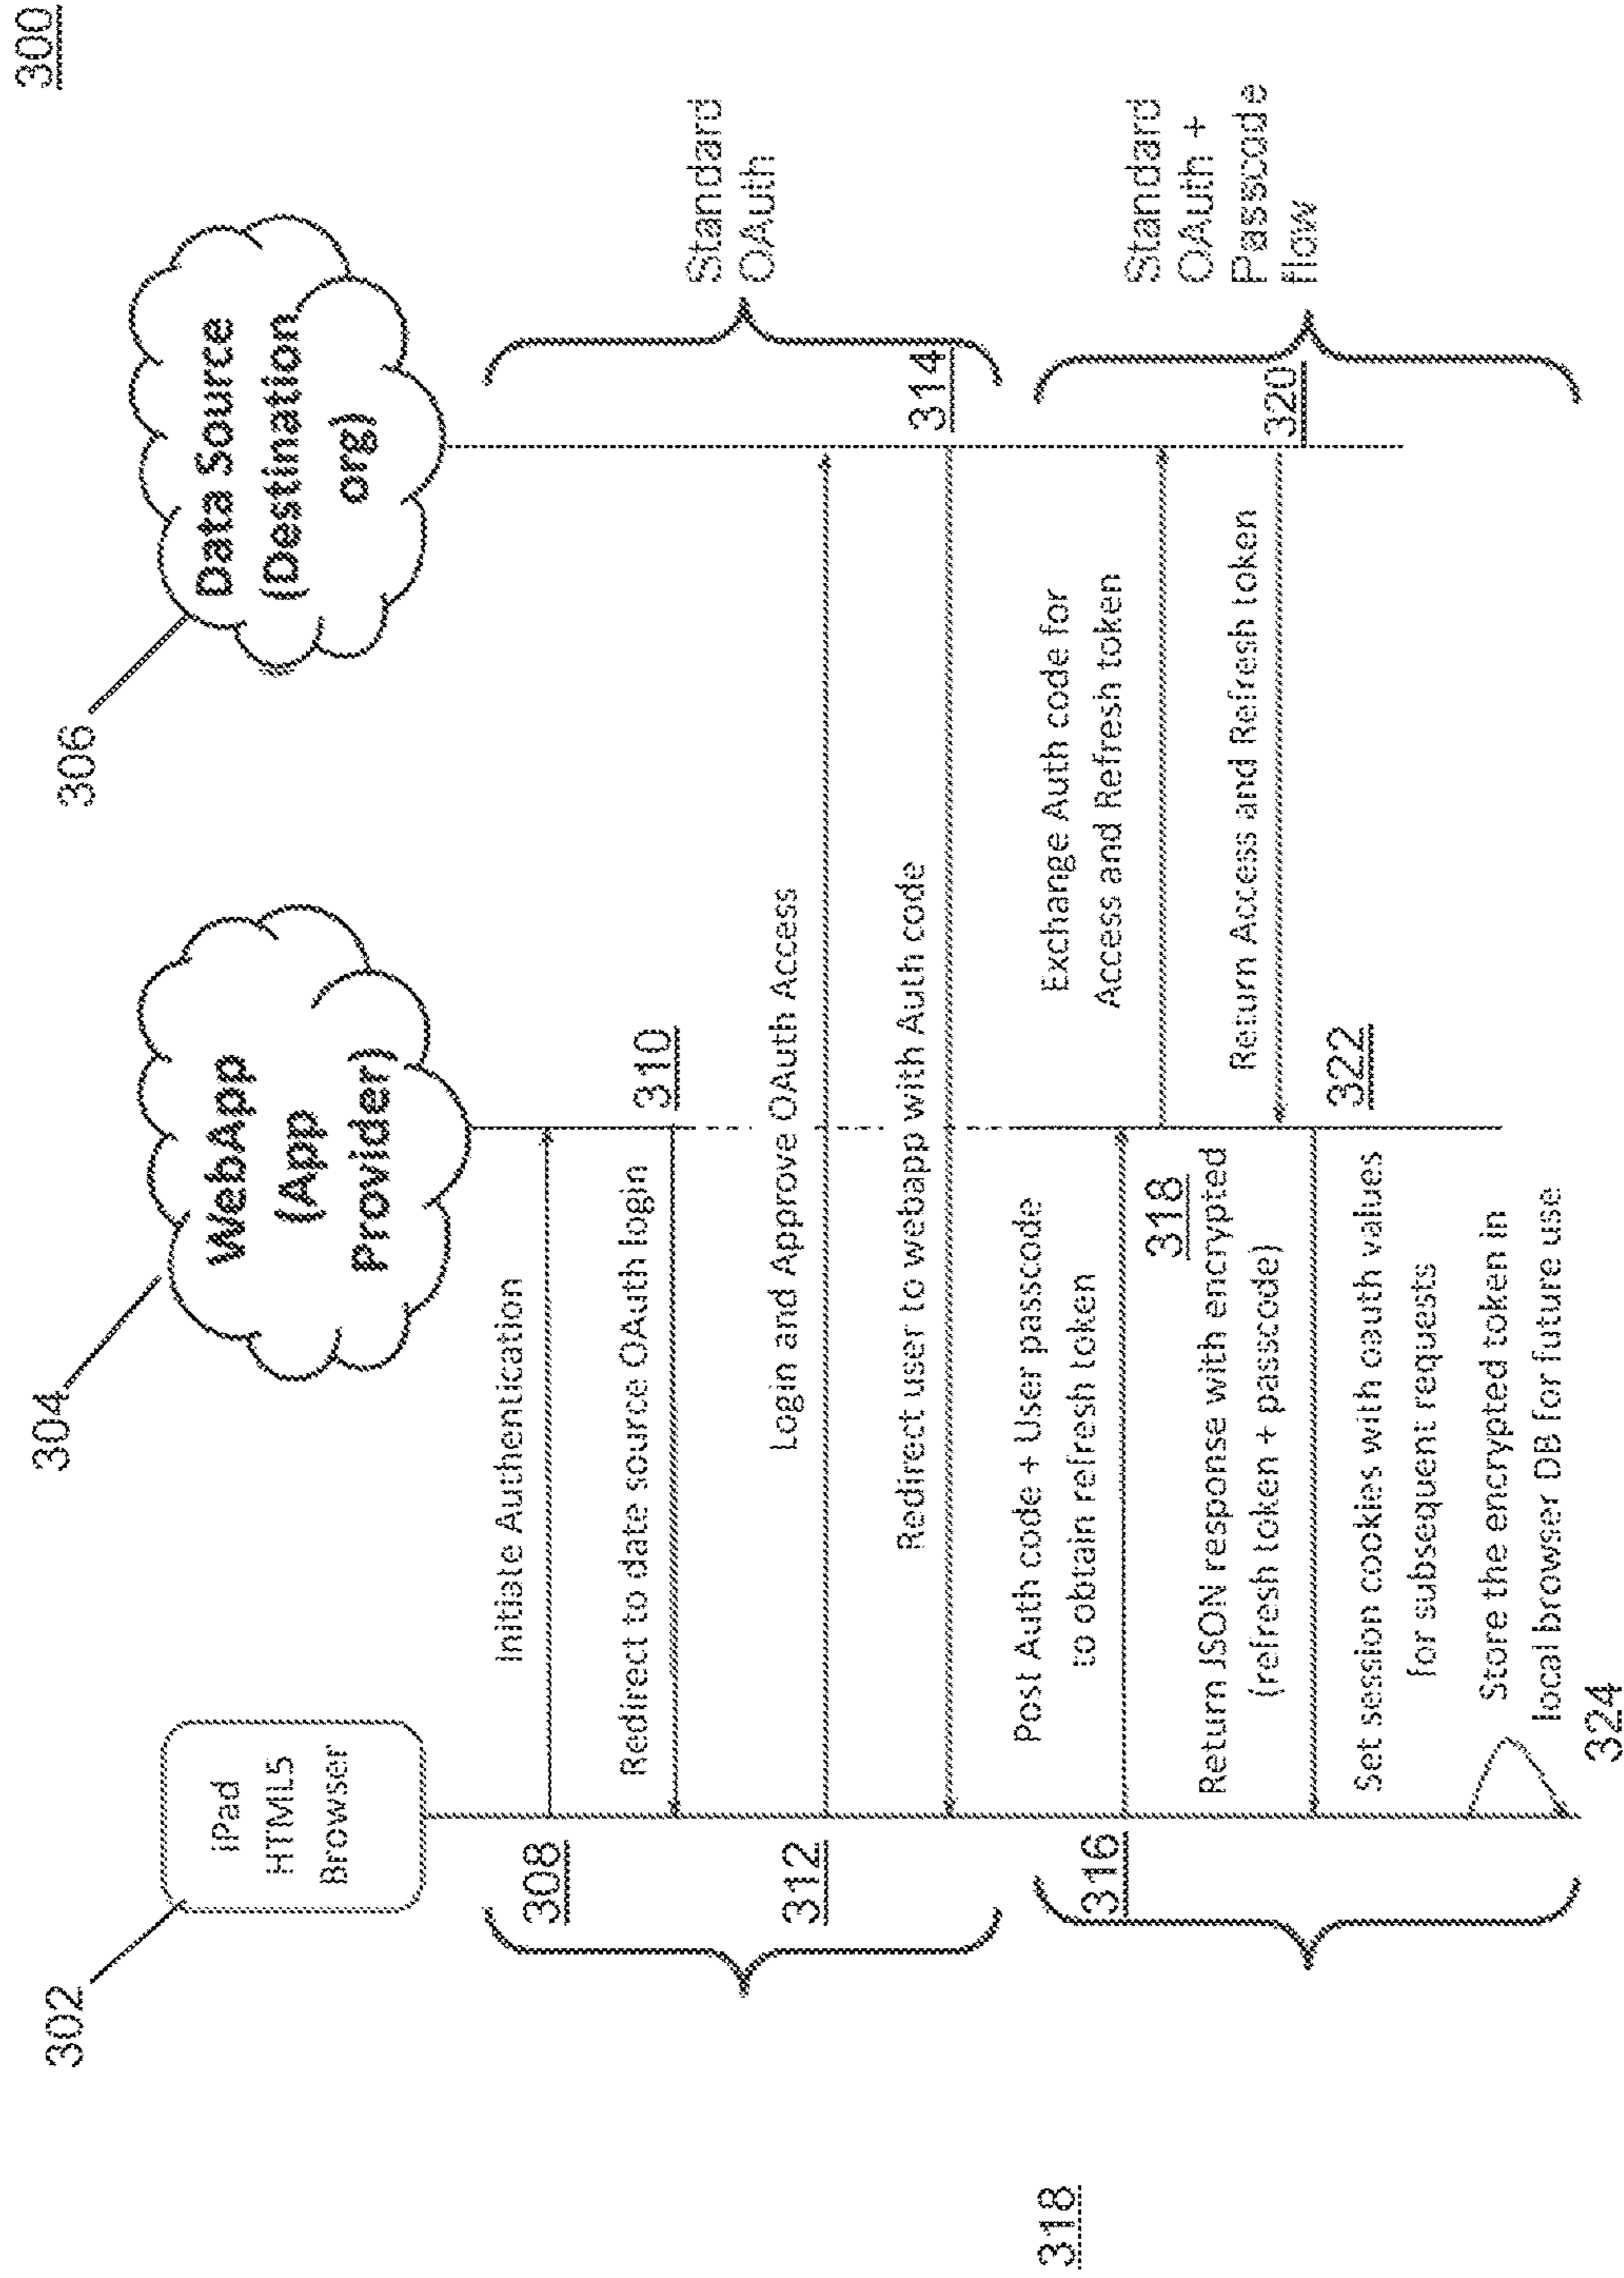 300
302
304
306
iPad
HTML5
Browser
WebApp
(App
Provider)
Data Source
(Destination
org)
Initiate Authentication
308
310
Redirect to date source OAuth login
Login and Approve OAuth Access
312
314
Redirect user to webapp with Auth code
Standard
OAuth
Post Auth code + User passcode
to obtain refresh token
316
318
Exchange Auth code for
Access and Refresh token
320
Return Access and Refresh token
322
Return JSON response with encrypted
(refresh token + passcode)
Set session cookies with oauth values
for subsequent requests
Store the encrypted token in
local browser DB for future use
324
Standard
OAuth +
Passcode
flow
318